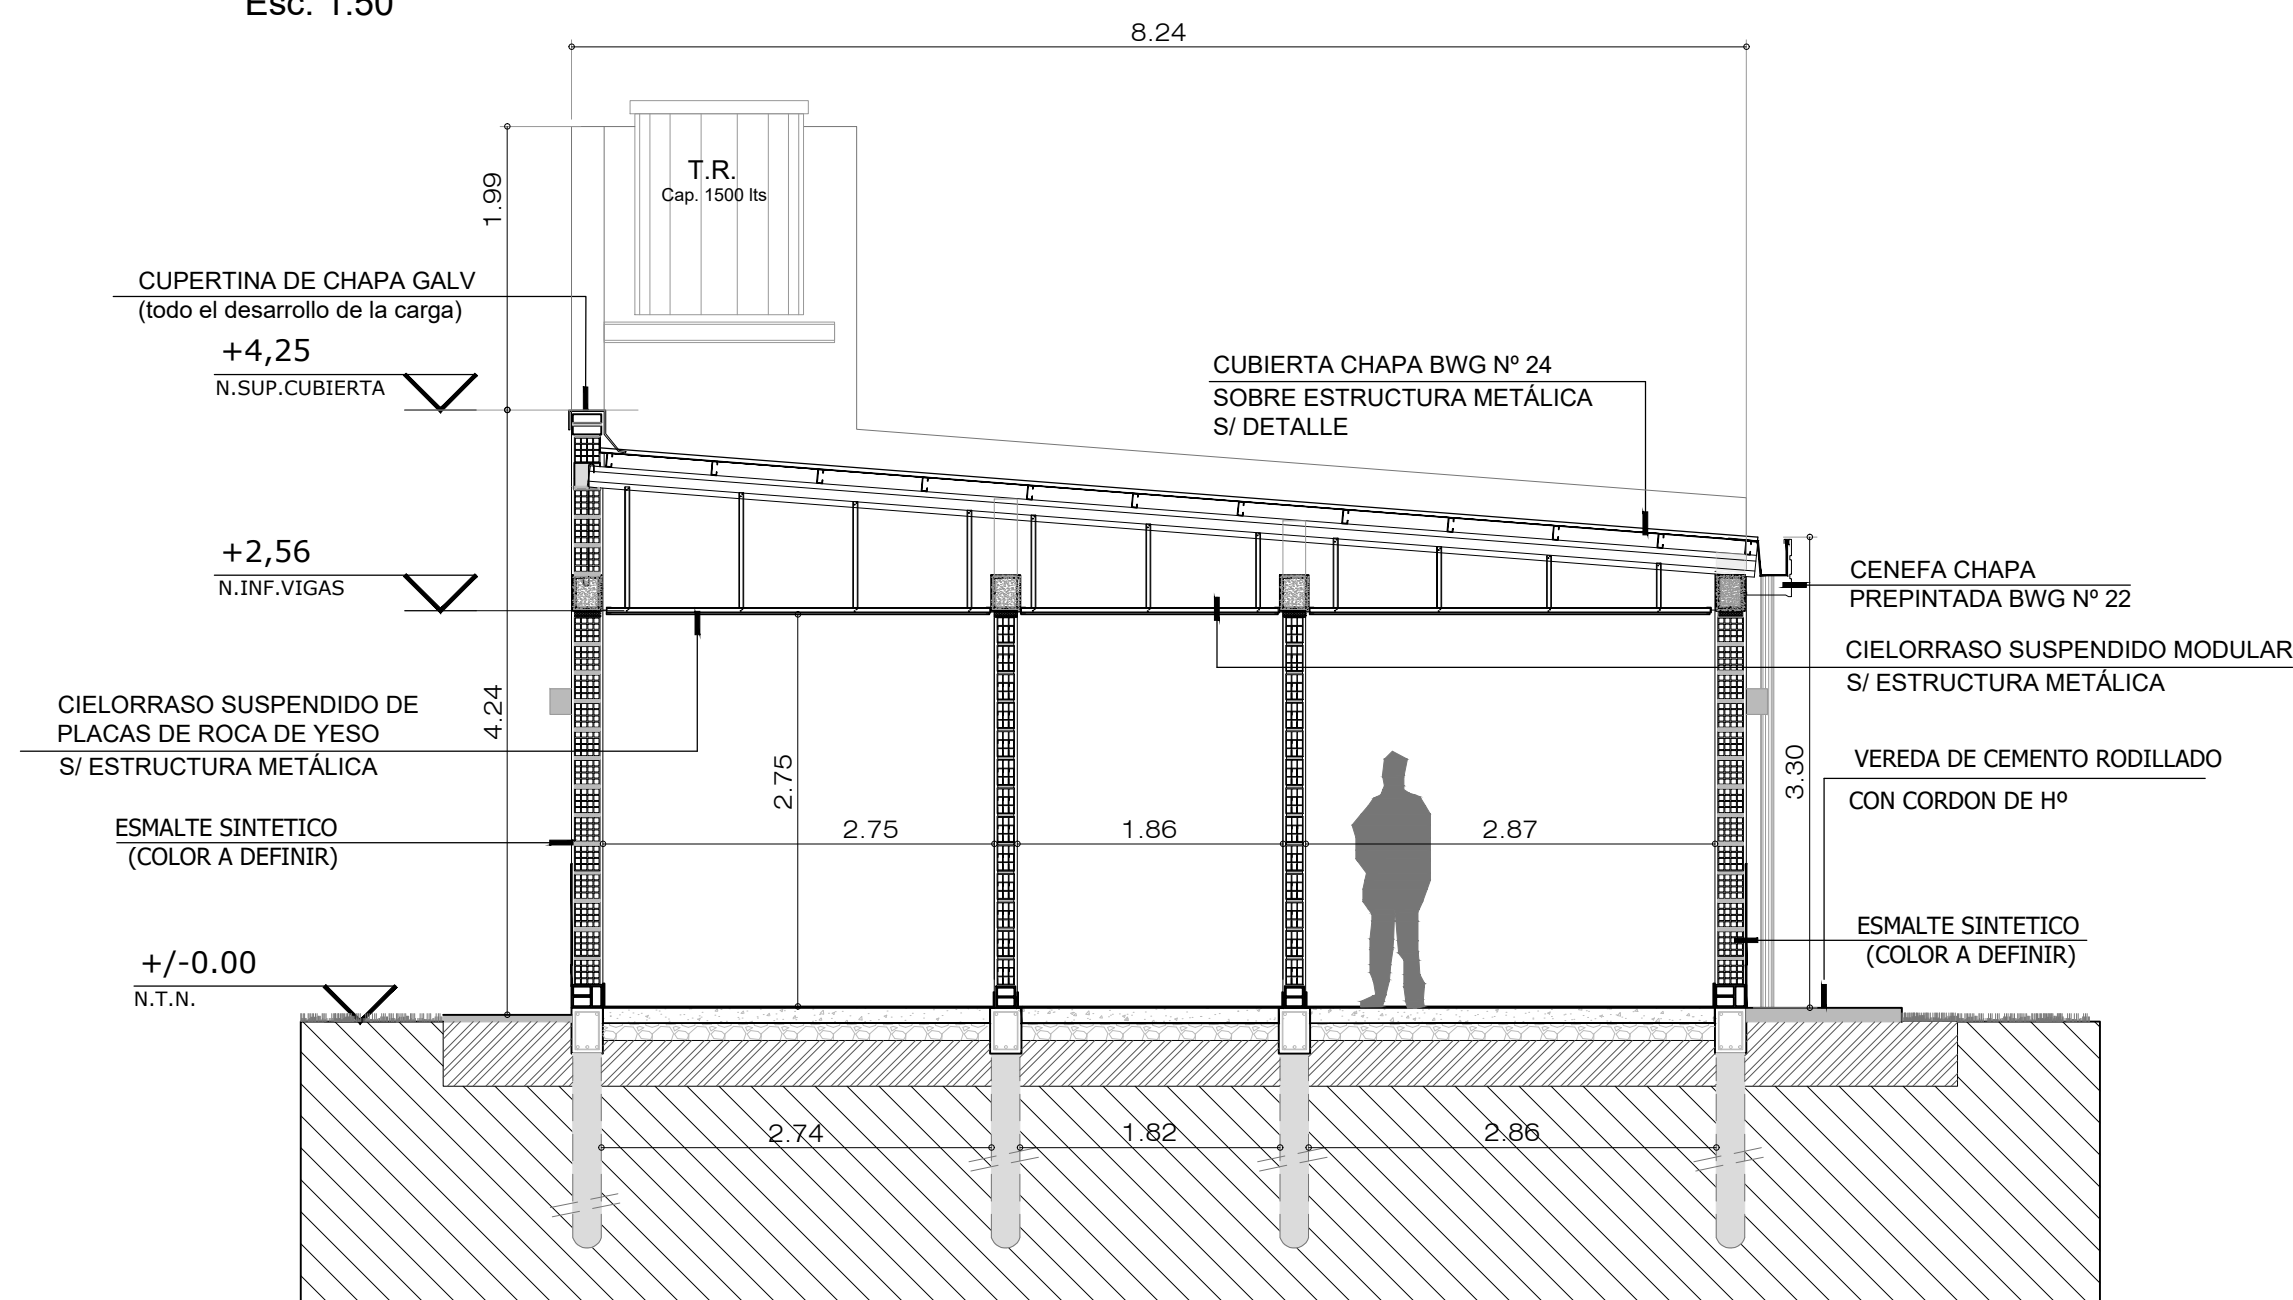 Esc. 1:50
8.24
T.R.
Cap. 1500 lts
1.99
CUPERTINA DE CHAPA GALV
(todo el desarrollo de la carga)
+4,25
N.SUP.CUBIERTA
CUBIERTA CHAPA BWG Nº 24
SOBRE ESTRUCTURA METÁLICA
S/ DETALLE
+2,56
N.INF.VIGAS
CENEFA CHAPA
PREPINTADA BWG Nº 22
CIELORRASO SUSPENDIDO MODULAR
S/ ESTRUCTURA METÁLICA
CIELORRASO SUSPENDIDO DE
PLACAS DE ROCA DE YESO
S/ ESTRUCTURA METÁLICA
4.24
2.75
3.30
VEREDA DE CEMENTO RODILLADO
CON CORDON DE Hº
ESMALTE SINTETICO
(COLOR A DEFINIR)
2.75
1.86
2.87
ESMALTE SINTETICO
(COLOR A DEFINIR)
+/-0.00
N.T.N.
2.74
1.82
2.86